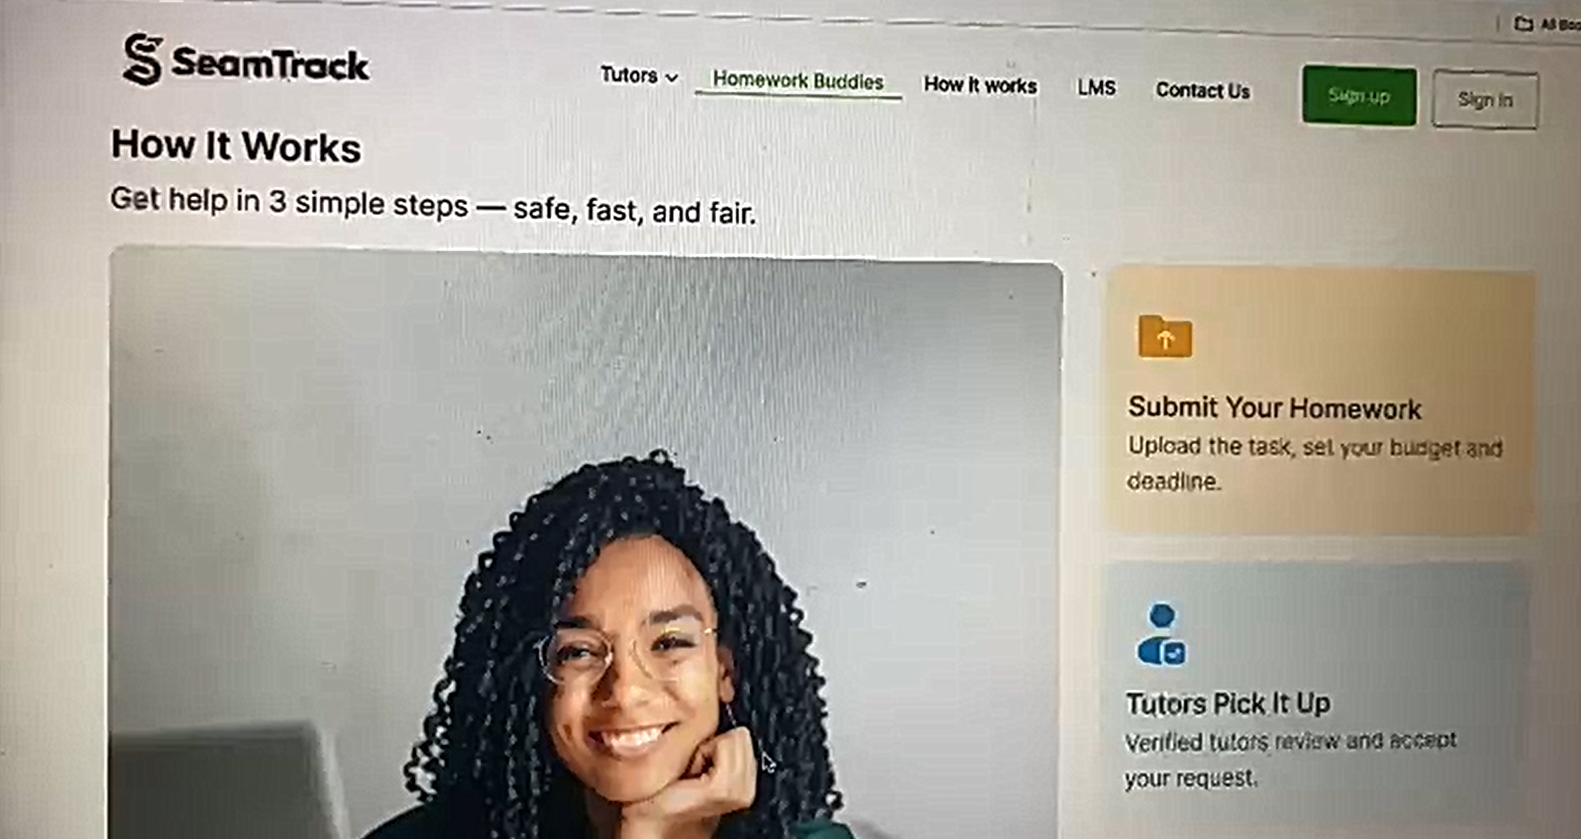 All Boo
SeamTrack
Tutors
Homework Buddies
How it works
LMS
Contact Us
Sign up
Sign in
How It Works
Get help in 3 simple steps — safe, fast, and fair.
Submit Your Homework
Upload the task, set your budget and
deadline.
Tutors Pick It Up
Verified tutors review and accept
your request.